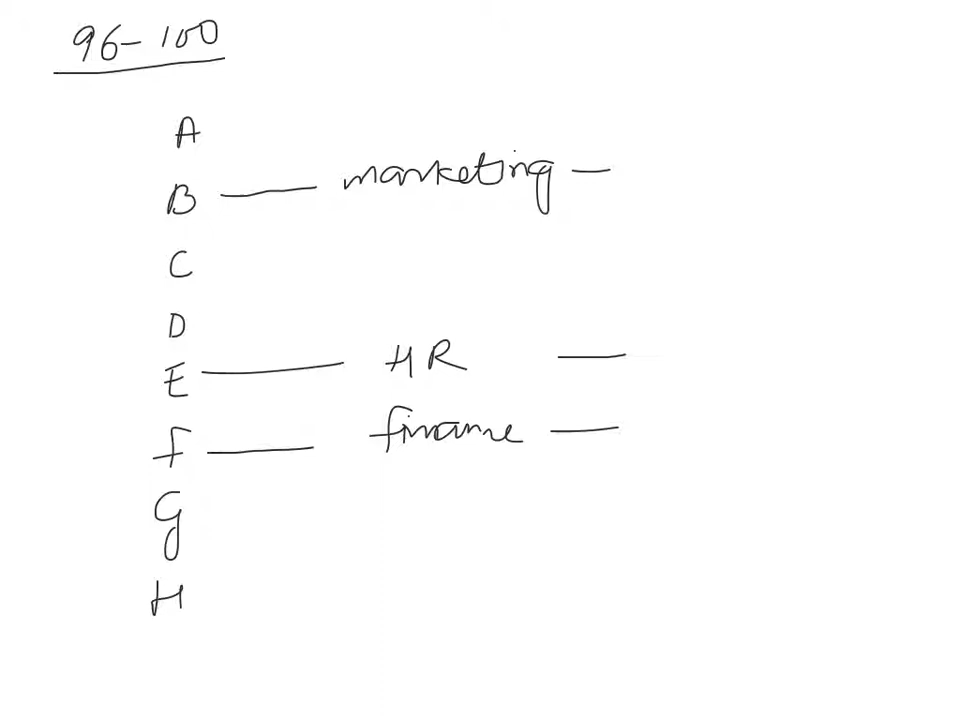 96- 100
A
B — marketing —
C
D
E — HR —
F — finance —
G
H